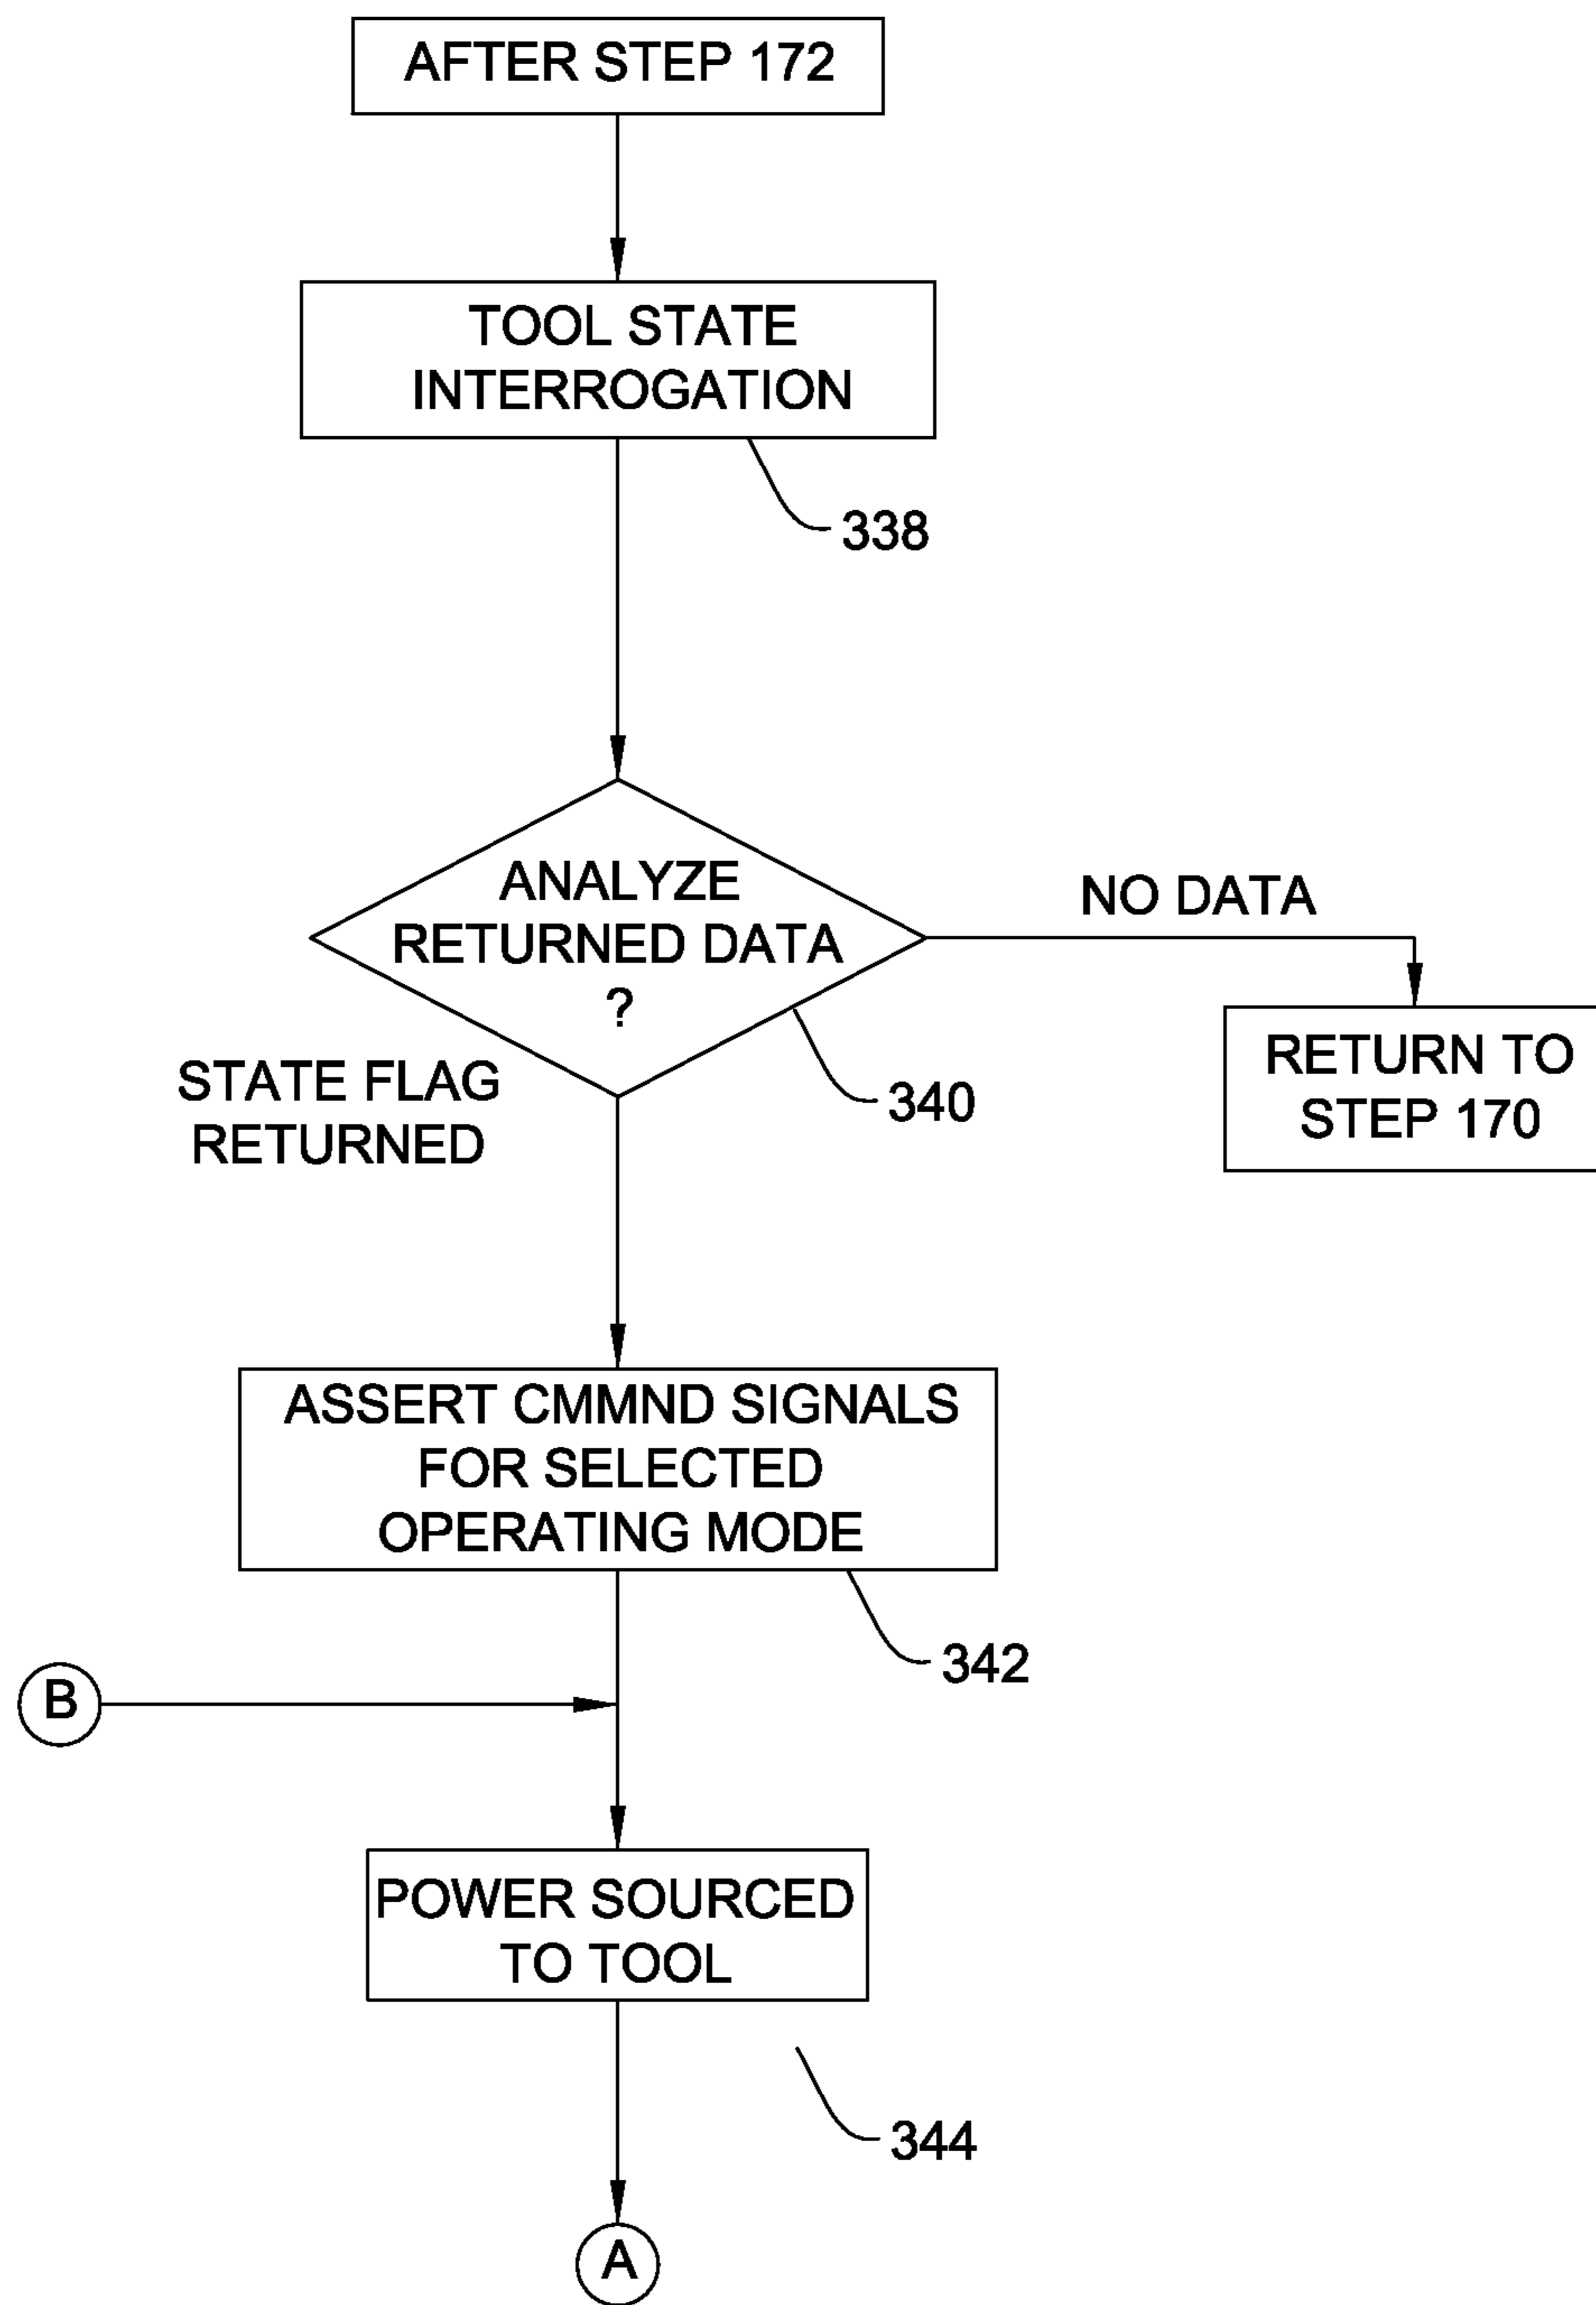 AFTER STEP 172
TOOL STATE
INTERROGATION
338
ANALYZE
RETURNED DATA
?
NO DATA
RETURN TO
STEP 170
340
STATE FLAG
RETURNED
ASSERT CMMND SIGNALS
FOR SELECTED
OPERATING MODE
342
B
POWER SOURCED
TO TOOL
344
A